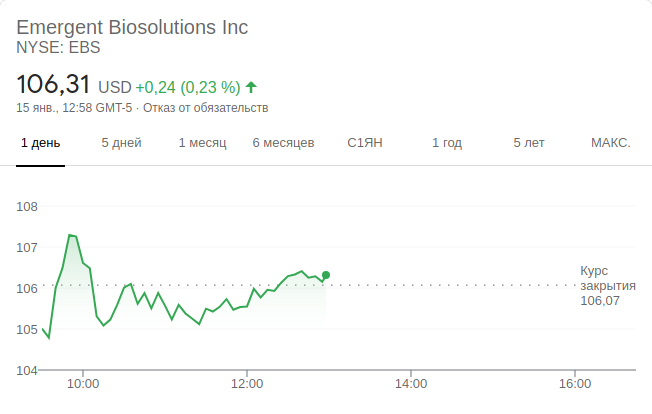 Emergent Biosolutions Inc
NYSE: EBS
106,31 USD +0,24 (0,23 %)
15 янв., 12:58 GMT-5 · Отказ от обязательств
1 день 5 дней 1 месяц 6 месяцев С1ЯН 1 год 5 лет МАКС.
108
107
106
105
104
Курс
закрытия
106,07
10:00 12:00 14:00 16:00